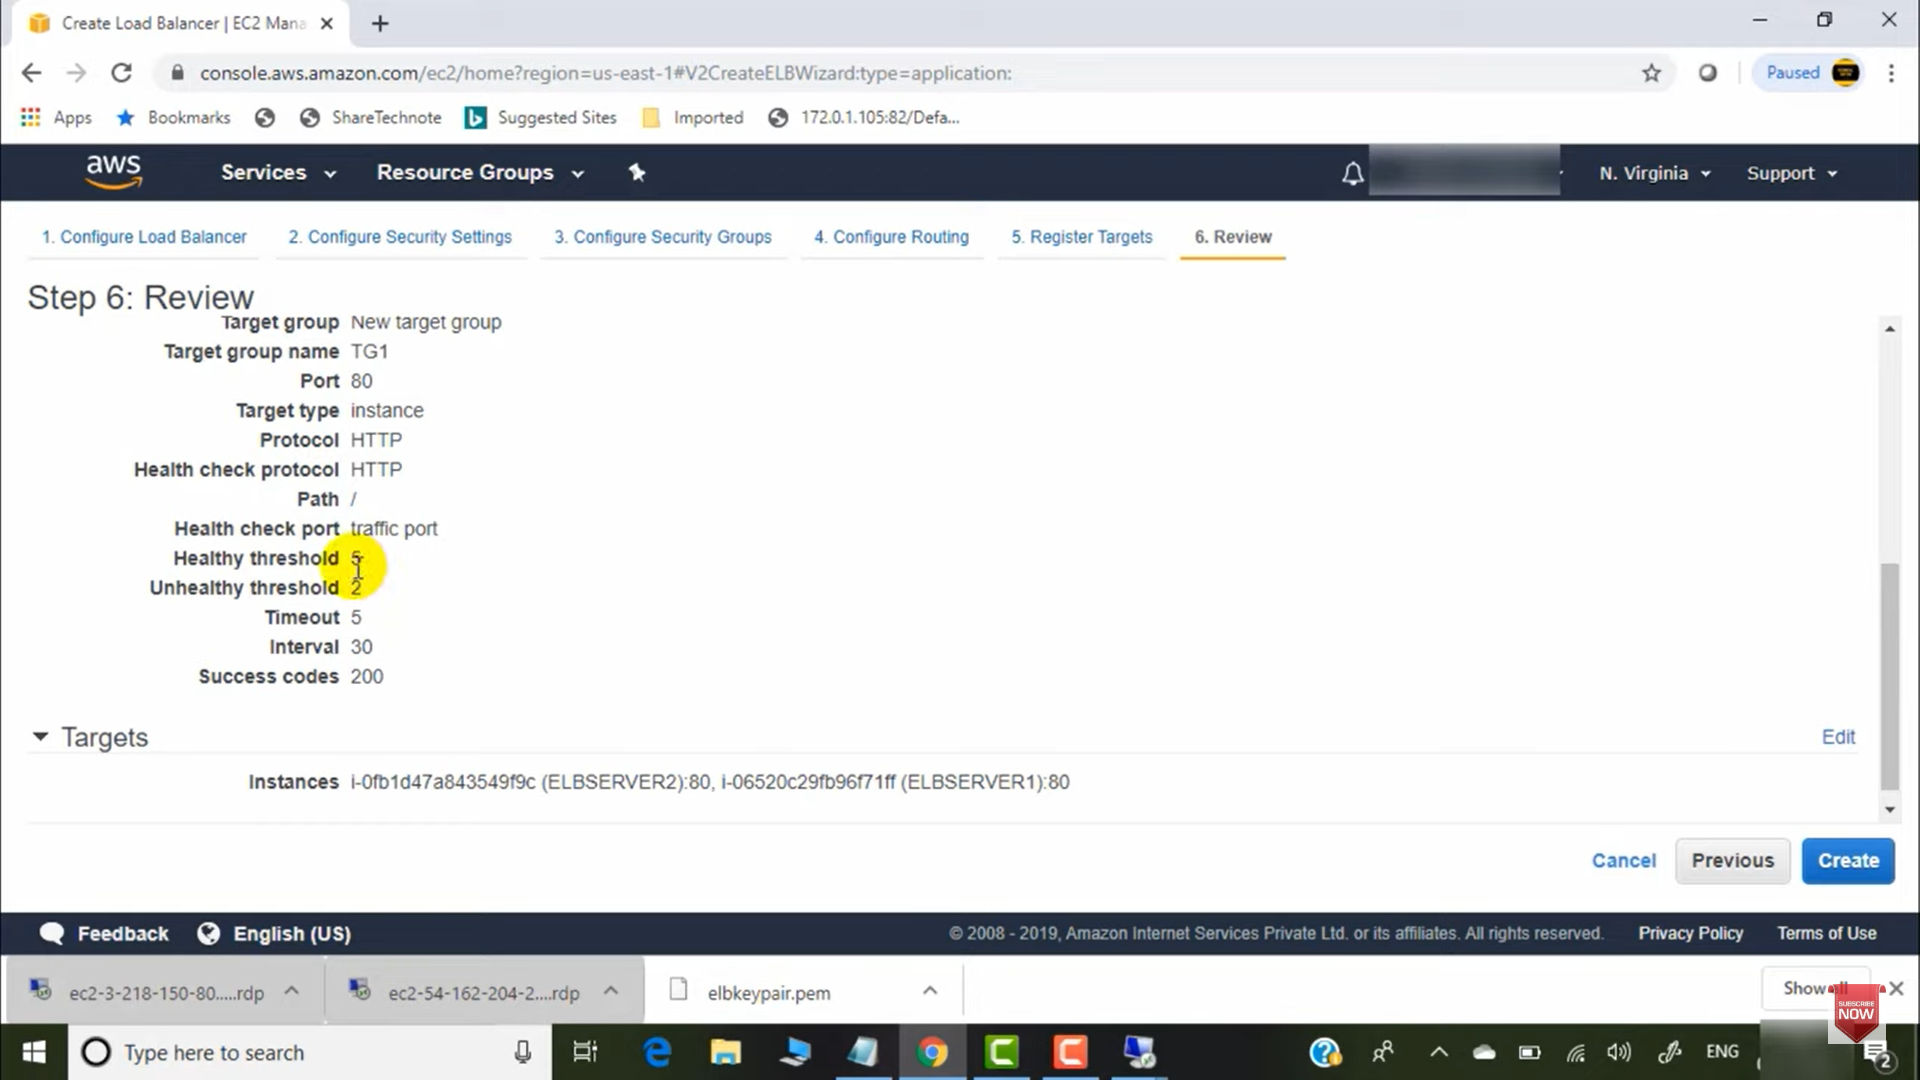 Create Load Balancer | EC2 Mana
console.aws.amazon.com/ec2/home?region=us-east-1#V2CreateELBWizard:type=application:
Paused
Apps
Bookmarks
ShareTechnote
Suggested Sites
Imported
172.0.1.105:82/Defa...
aws
Services
Resource Groups
N. Virginia
Support
1. Configure Load Balancer
2. Configure Security Settings
3. Configure Security Groups
4. Configure Routing
5. Register Targets
6. Review
Step 6: Review
Target group New target group
Target group name TG1
Port 80
Target type instance
Protocol HTTP
Health check protocol HTTP
Path /
Health check port traffic port
Healthy threshold 5
Unhealthy threshold 2
Timeout 5
Interval 30
Success codes 200
Targets
Edit
Instances i-0fb1d47a843549f9c (ELBSERVER2):80, i-06520c29fb96f71ff (ELBSERVER1):80
Cancel
Previous
Create
Feedback
English (US)
© 2008 - 2019, Amazon Internet Services Private Ltd. or its affiliates. All rights reserved.
Privacy Policy
Terms of Use
ec2-3-218-150-80.....rdp
ec2-54-162-204-2....rdp
elbkeypair.pem
Show all
SUBSCRIBE
NOW
Type here to search
ENG
2